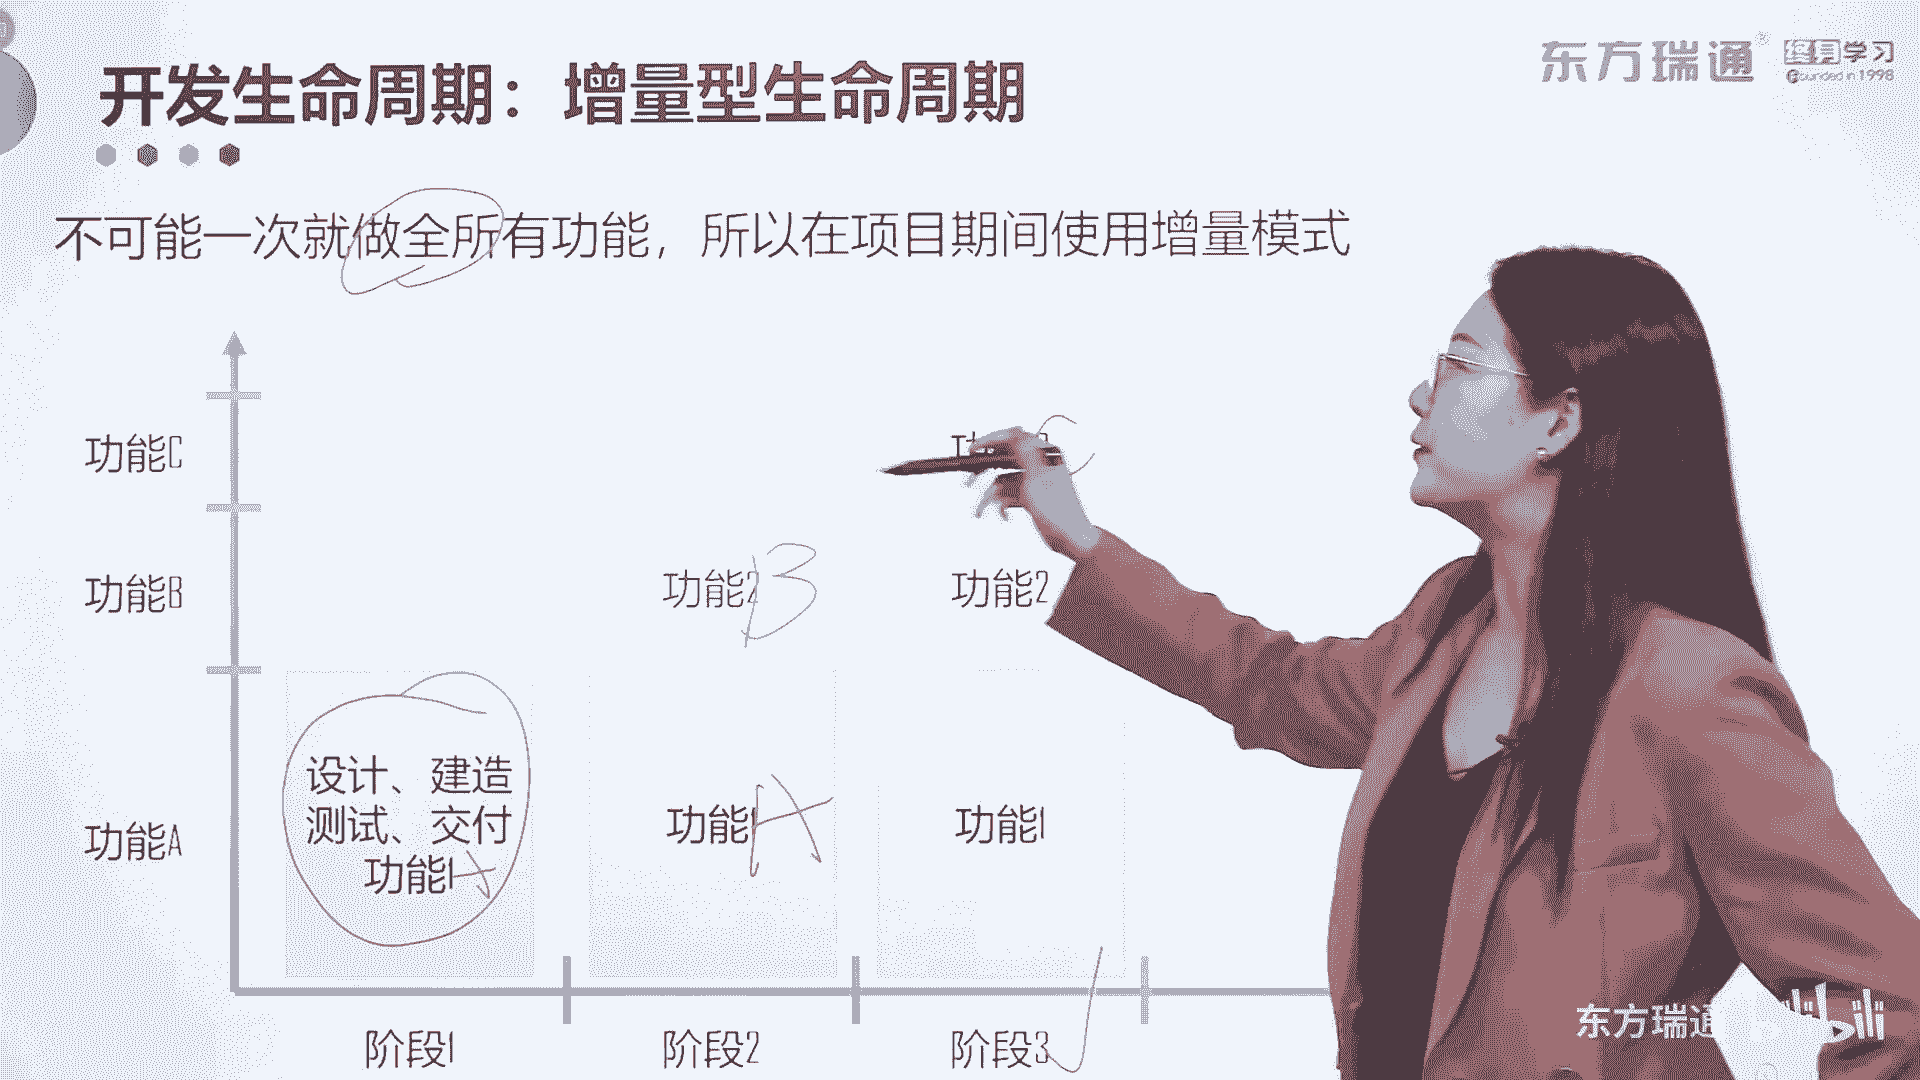 东方瑞通®
终身学习
Founded in 1998
开发生命周期：增量型生命周期
不可能一次就做全所有功能，所以在项目期间使用增量模式
功能C
功能B
功能2 B
功能2
功能A
设计、建造
测试、交付
功能1
功能1 A
功能1
阶段1
阶段2
阶段3
东方瑞通
bilibili